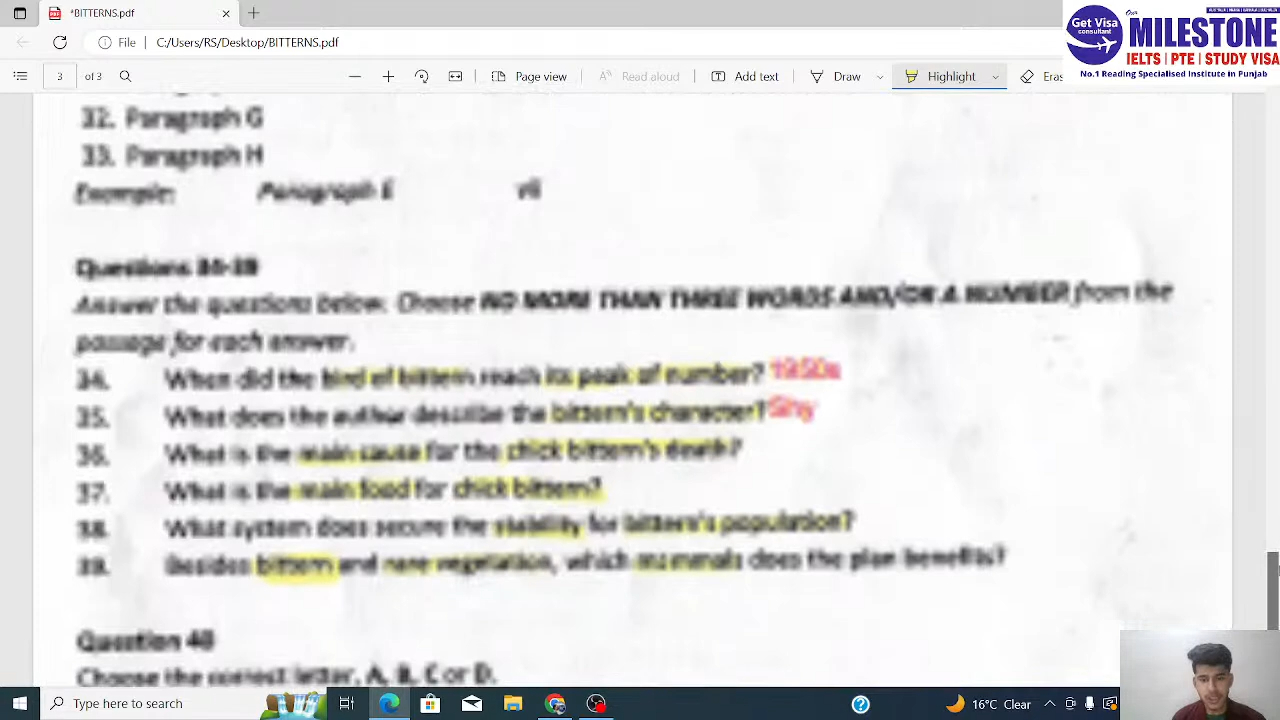 *BITTERNS.pdf
File C:/Users/RS/Desktop/BITTERNS.pdf
3 of 3 Page view Read aloud Add text Draw Highlight Eras
Get Visa consultant
Our
MILESTONE
IELTS | PTE | STUDY VISA
No.1 Reading Specialised Institute in Punjab
32. Paragraph G
33. Paragraph H
Example: Paragraph E vii
Questions 34-39
Answer the questions below. Choose NO MORE THAN THREE WORDS AND/OR A NUMBER from the
passage for each answer.
34. When did the bird of bittern reach its peak of number? 1950s
35. What does the author describe the bittern's character? Shy
36. What is the main cause for the chick bittern's death?
37. What is the main food for chick bittern?
38. What system does secure the stability for bittern's population?
39. Besides bittern and rare vegetation, which mammals does the plan benefits?
Question 40
Choose the correct letter, A, B, C or D.
Type here to search
16°C Clear